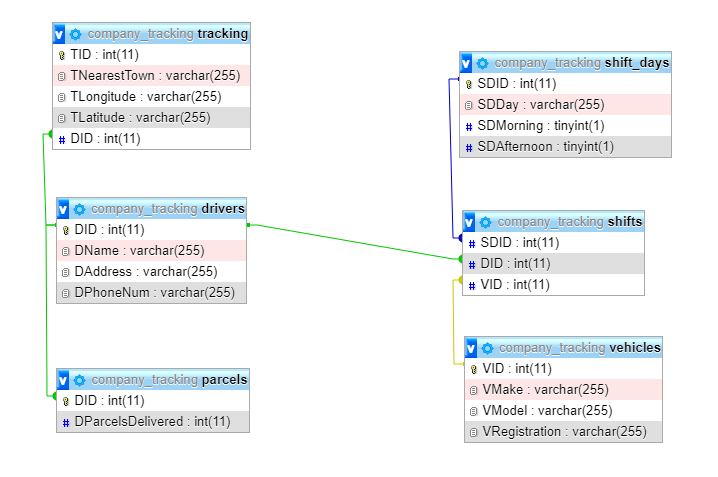 company_tracking tracking
TID : int(11)
TNearestTown : varchar(255)
TLongitude : varchar(255)
TLatitude : varchar(255)
# DID : int(11)
company_tracking drivers
DID : int(11)
DName : varchar(255)
DAddress : varchar(255)
DPhoneNum : varchar(255)
company_tracking parcels
DID : int(11)
# DParcelsDelivered : int(11)
company_tracking shift_days
SDID : int(11)
SDDay : varchar(255)
# SDMorning : tinyint(1)
# SDAfternoon : tinyint(1)
company_tracking shifts
# SDID : int(11)
# DID : int(11)
# VID : int(11)
company_tracking vehicles
VID : int(11)
VMake : varchar(255)
VModel : varchar(255)
VRegistration : varchar(255)